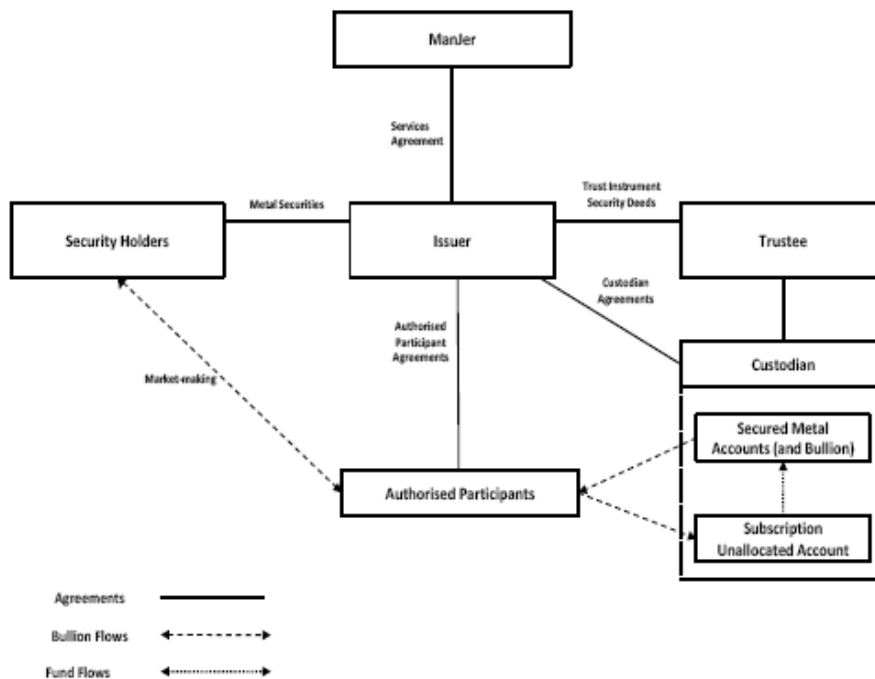 ManJer
Services
Agreement
Metal Securities
Trust Instrument
Security Deeds
Security Holders
Issuer
Trustee
Custodian
Agreements
Authorised
Participant
Agreements
Custodian
Market-making
Secured Metal
Accounts (and Bullion)
Authorised Participants
Subscription
Unallocated Account
Agreements
Bullion Flows
Fund Flows